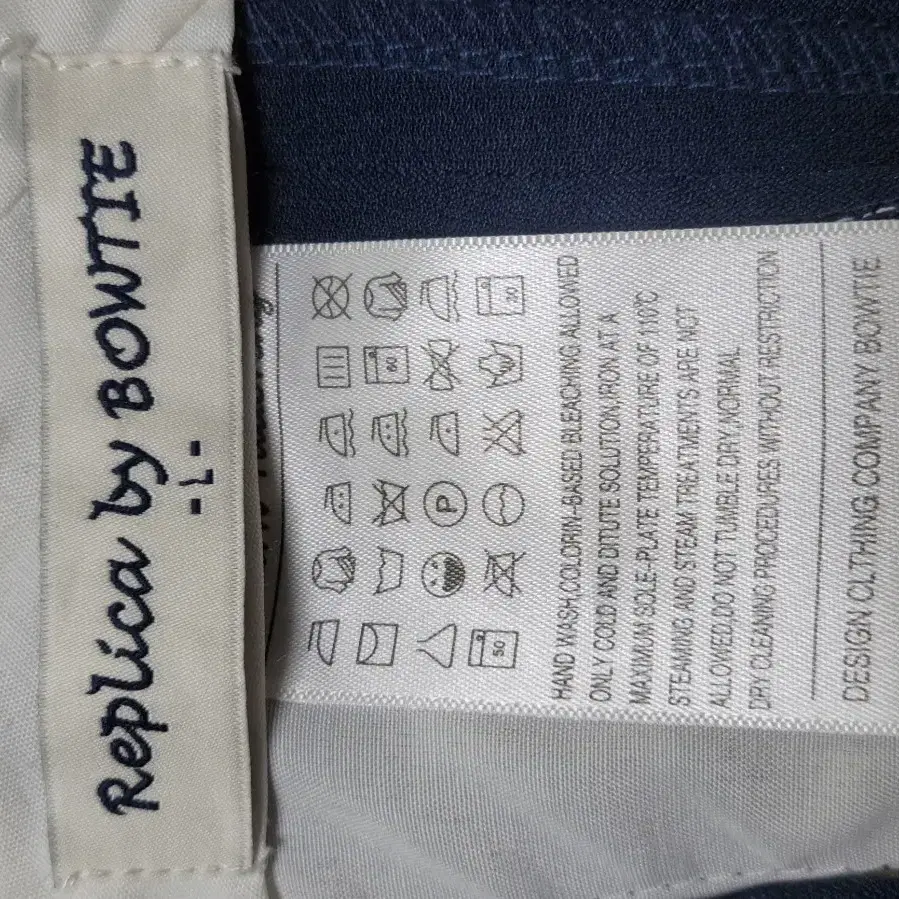 Replica by BOWTIE
-L-
P
50
HAND WASH,COLORIN-BASED BLEACHING ALLOWED
ONLY COLD AND DITUTE SOLUTION,IRON AT A
MAXIMUM SOLE-PLATE TEMPERATURE OF 110℃
STEAMING AND STEAM TREATMENTS ARE NOT
ALLOWED,DO NOT TUMBLE DRY,NORMAL
DRY CLEANING PROCEDURES WITHOUT RESTRICTION
DESIGN CLTHING COMPANY BOWTIE